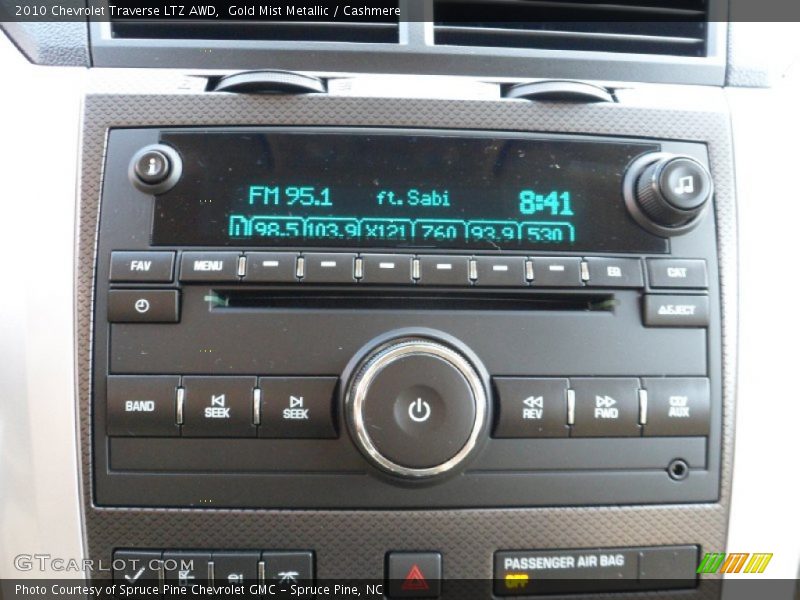 2010 Chevrolet Traverse LTZ AWD,  Gold Mist Metallic / Cashmere
i
FM 95.1 ft.Sabi 8:41
98.5 103.9 X121 760 93.9 530
FAV MENU EQ CAT
EJECT
BAND SEEK SEEK REV FWD CD/
AUX
PASSENGER AIR BAG
OFF
GTCARLOT.COM
Photo Courtesy of Spruce Pine Chevrolet GMC - Spruce Pine, NC